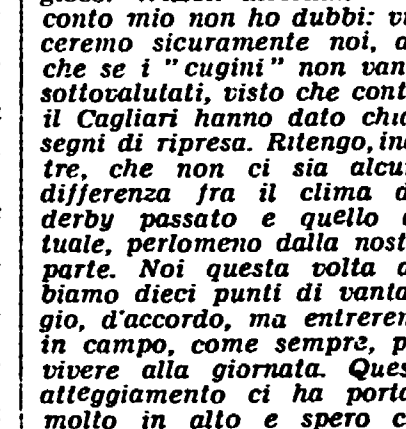 conto mio non ho dubbi: vi
ceremo sicuramente noi, a
che se i "cugini" non van
sottovalutati, visto che cont
il Cagliari hanno dato chia
segni di ripresa. Ritengo, ino
tre, che non ci sia alcu
differenza fra il clima d
derby passato e quello a
tuale, perlomeno dalla nost
parte. Noi questa volta a
biamo dieci punti di vanta
gio, d'accordo, ma entrerem
in campo, come sempre, p
vivere alla giornata. Ques
atteggiamento ci ha porta
molto in alto e spero c